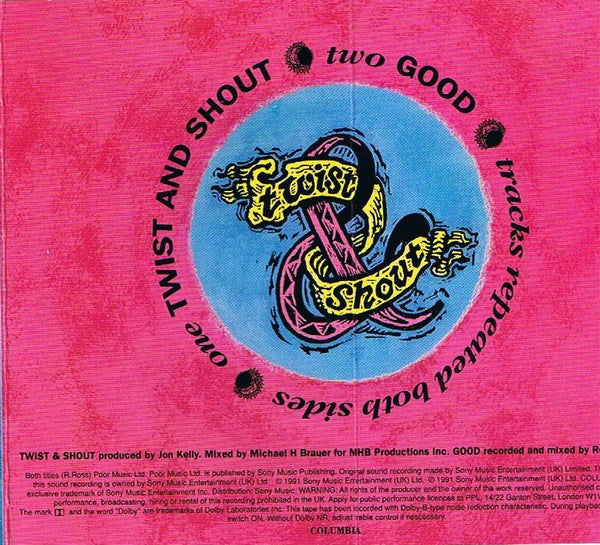 one TWIST AND SHOUT two GOOD tracks repeated both sides
twist
&
shout
TWIST & SHOUT produced by Jon Kelly. Mixed by Michael H Brauer for MHB Productions Inc. GOOD recorded and mixed by R
Both titles (R.Ross) Poor Music Ltd. Poor Music Ltd. is published by Sony Music Publishing. Original sound recording made by Sony Music Entertainment (UK) Limited. T
this sound recording is owned by Sony Music Entertainment (UK) Ltd. ℗ 1991 Sony Music Entertainment (UK) Ltd. © 1991 Sony Music Entertainment (UK) Ltd. COLU
exclusive trademark of Sony Music Entertainment Inc. Distribution: Sony Music. WARNING: All rights of the producer and the owner of the work reserved. Unauthorised c
performance, broadcasting, hiring or rental of this recording prohibited in the UK. Apply for public performance licences to PPL, 14/22 Ganton Street, London W1V
The mark and the word "Dolby" are trademarks of Dolby Laboratories Inc. This tape has been recorded with Dolby-B-type noise reduction characteristic. During playbac
switch ON. Without Dolby NR, adjust treble control if nescessary.
COLUMBIA